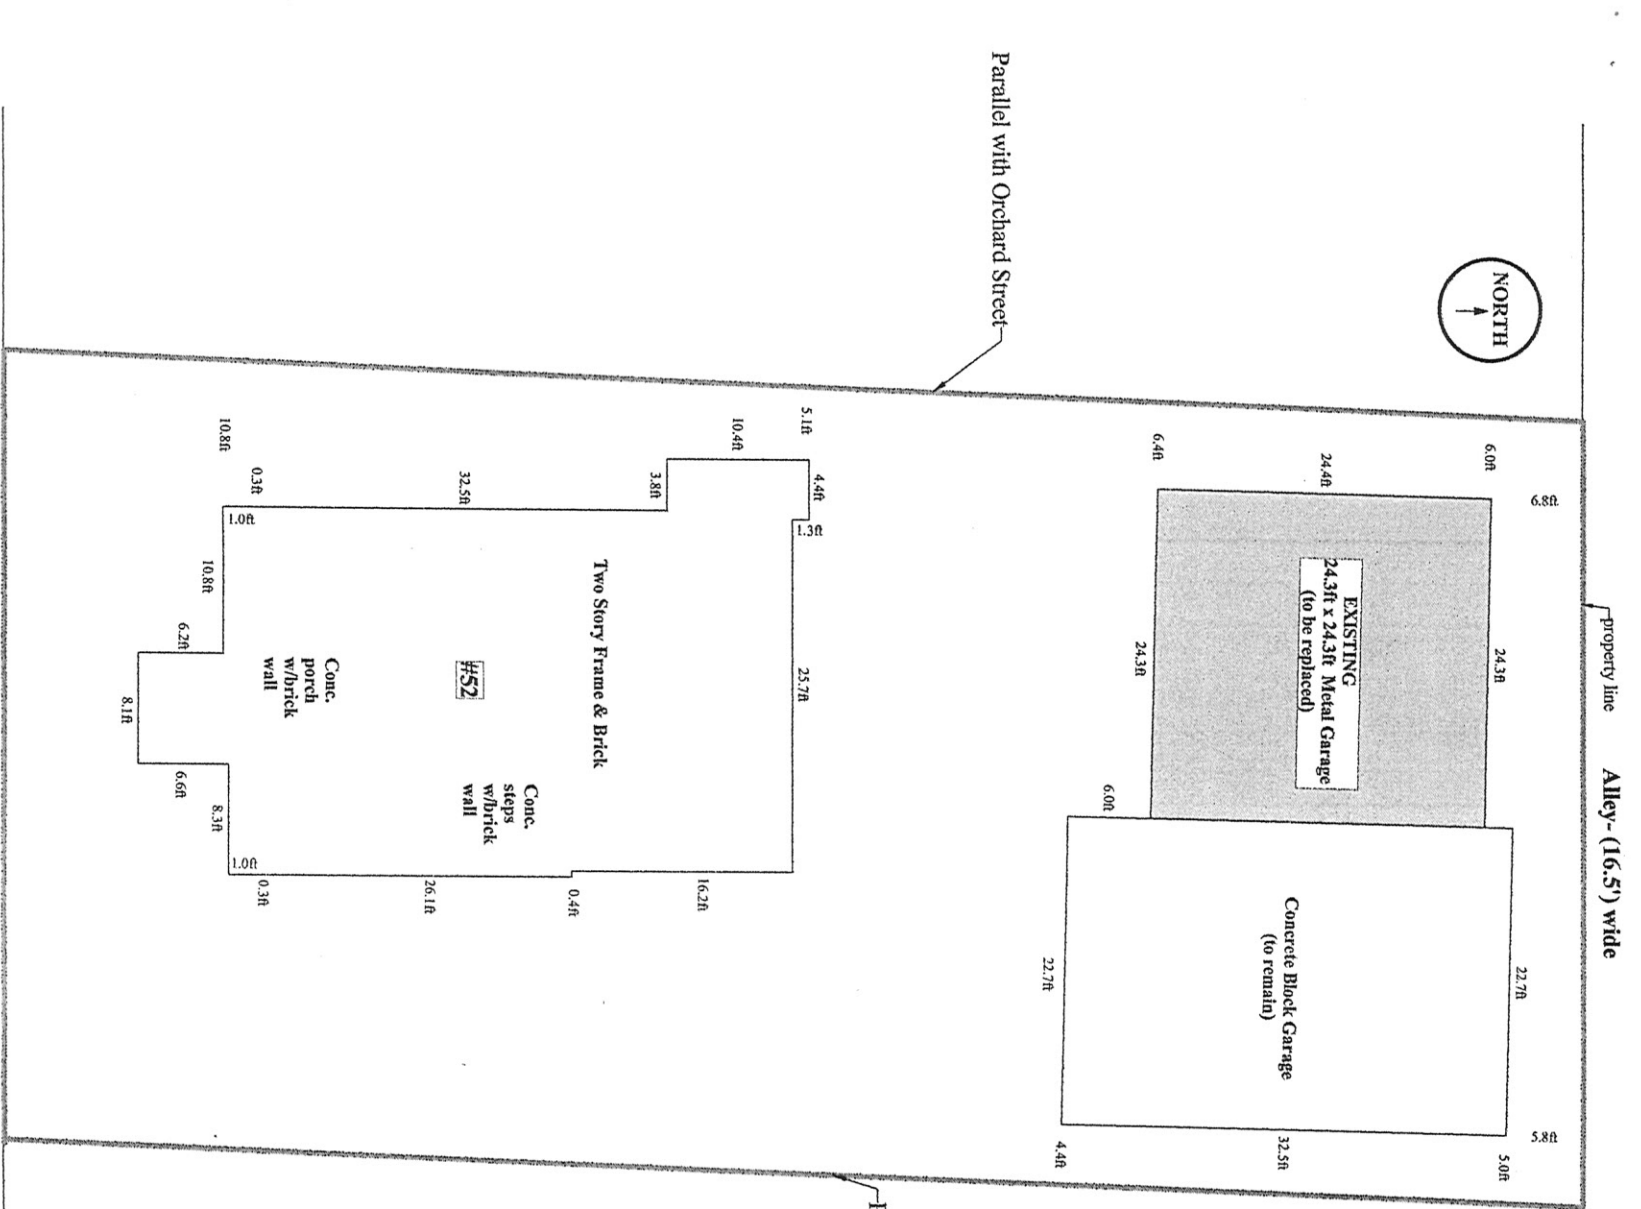 property line
Alley- (16.5') wide
NORTH
6.8ft
5.8ft
6.0ft
24.3ft
22.7ft
5.0ft
24.4ft
EXISTING
24.3ft x 24.3ft Metal Garage
(to be replaced)
Concrete Block Garage
(to remain)
32.5ft
6.4ft
24.3ft
6.0ft
22.7ft
4.4ft
Parallel with Orchard Street
5.1ft
4.4ft
1.3ft
25.7ft
10.4ft
16.2ft
3.8ft
Two Story Frame & Brick
0.4ft
Conc.
steps
w/brick
wall
32.5ft
#52
26.1ft
Conc.
porch
w/brick
wall
0.3ft
1.0ft
1.0ft
0.3ft
10.8ft
10.8ft
8.3ft
6.2ft
6.6ft
8.1ft